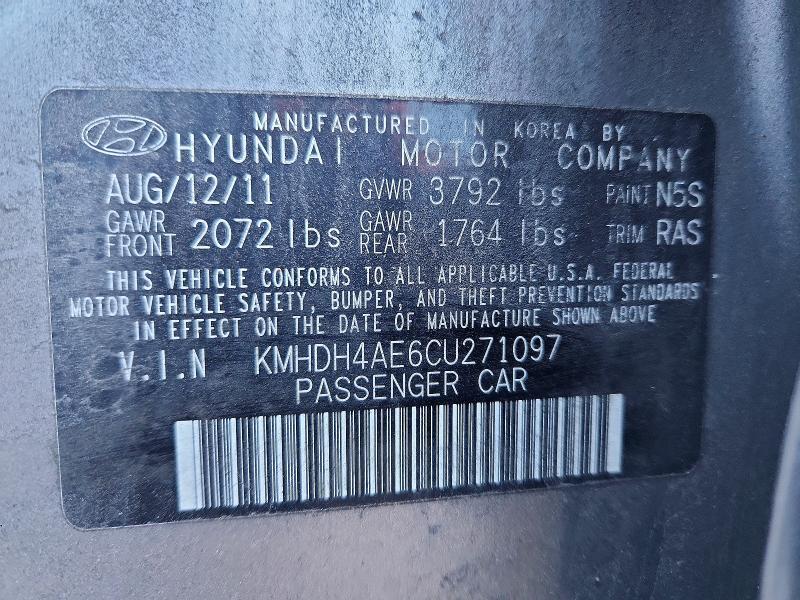 MANUFACTURED IN KOREA BY
HYUNDAI MOTOR COMPANY
AUG/12/11 GVWR 3792 lbs PAINT N5S
GAWR FRONT 2072 lbs GAWR REAR 1764 lbs TRIM RAS
THIS VEHICLE CONFORMS TO ALL APPLICABLE U.S.A. FEDERAL
MOTOR VEHICLE SAFETY, BUMPER, AND THEFT PREVENTION STANDARDS
IN EFFECT ON THE DATE OF MANUFACTURE SHOWN ABOVE
V.I.N KMHDH4AE6CU271097
PASSENGER CAR